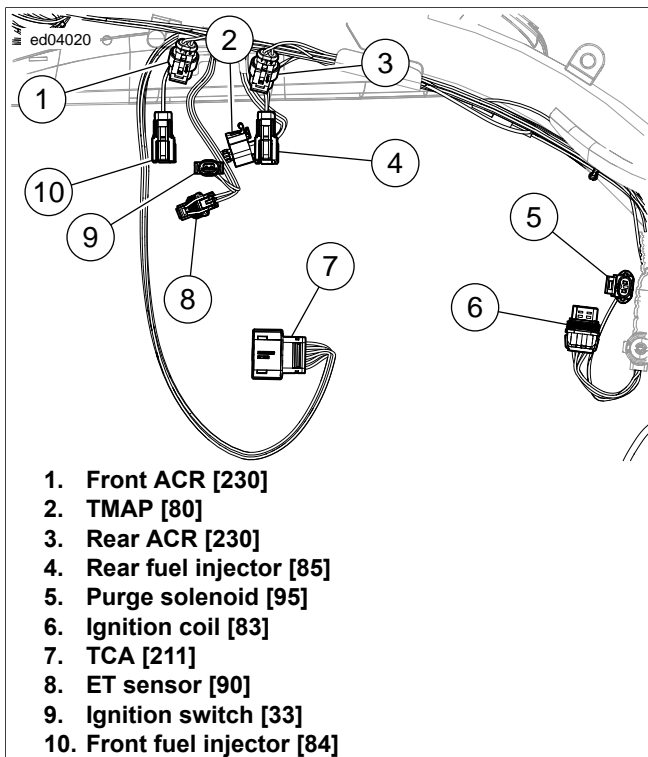 ed04020
2
1
3
10
4
9
5
8
7
6
1. Front ACR [230]
2. TMAP [80]
3. Rear ACR [230]
4. Rear fuel injector [85]
5. Purge solenoid [95]
6. Ignition coil [83]
7. TCA [211]
8. ET sensor [90]
9. Ignition switch [33]
10. Front fuel injector [84]